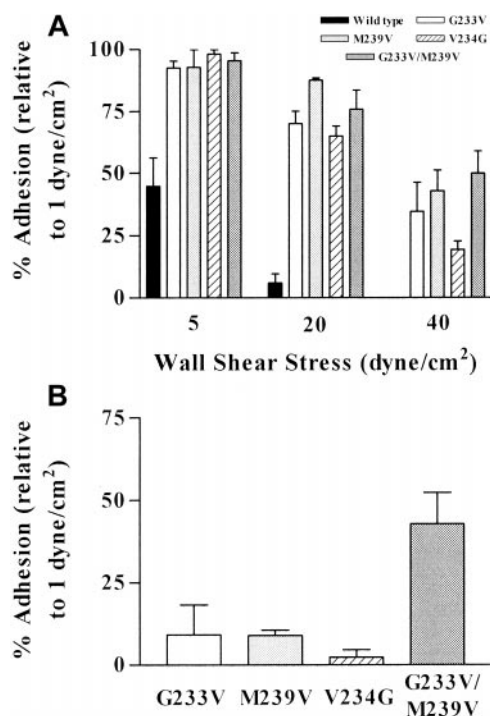 A
Wild type
G233V
M239V
V234G
G233V/M239V
% Adhesion (relative
to 1 dyne/cm²)
100
75
50
25
0
5
20
40
Wall Shear Stress (dyne/cm²)
B
% Adhesion (relative
to 1 dyne/cm²)
75
50
25
0
G233V
M239V
V234G
G233V/
M239V